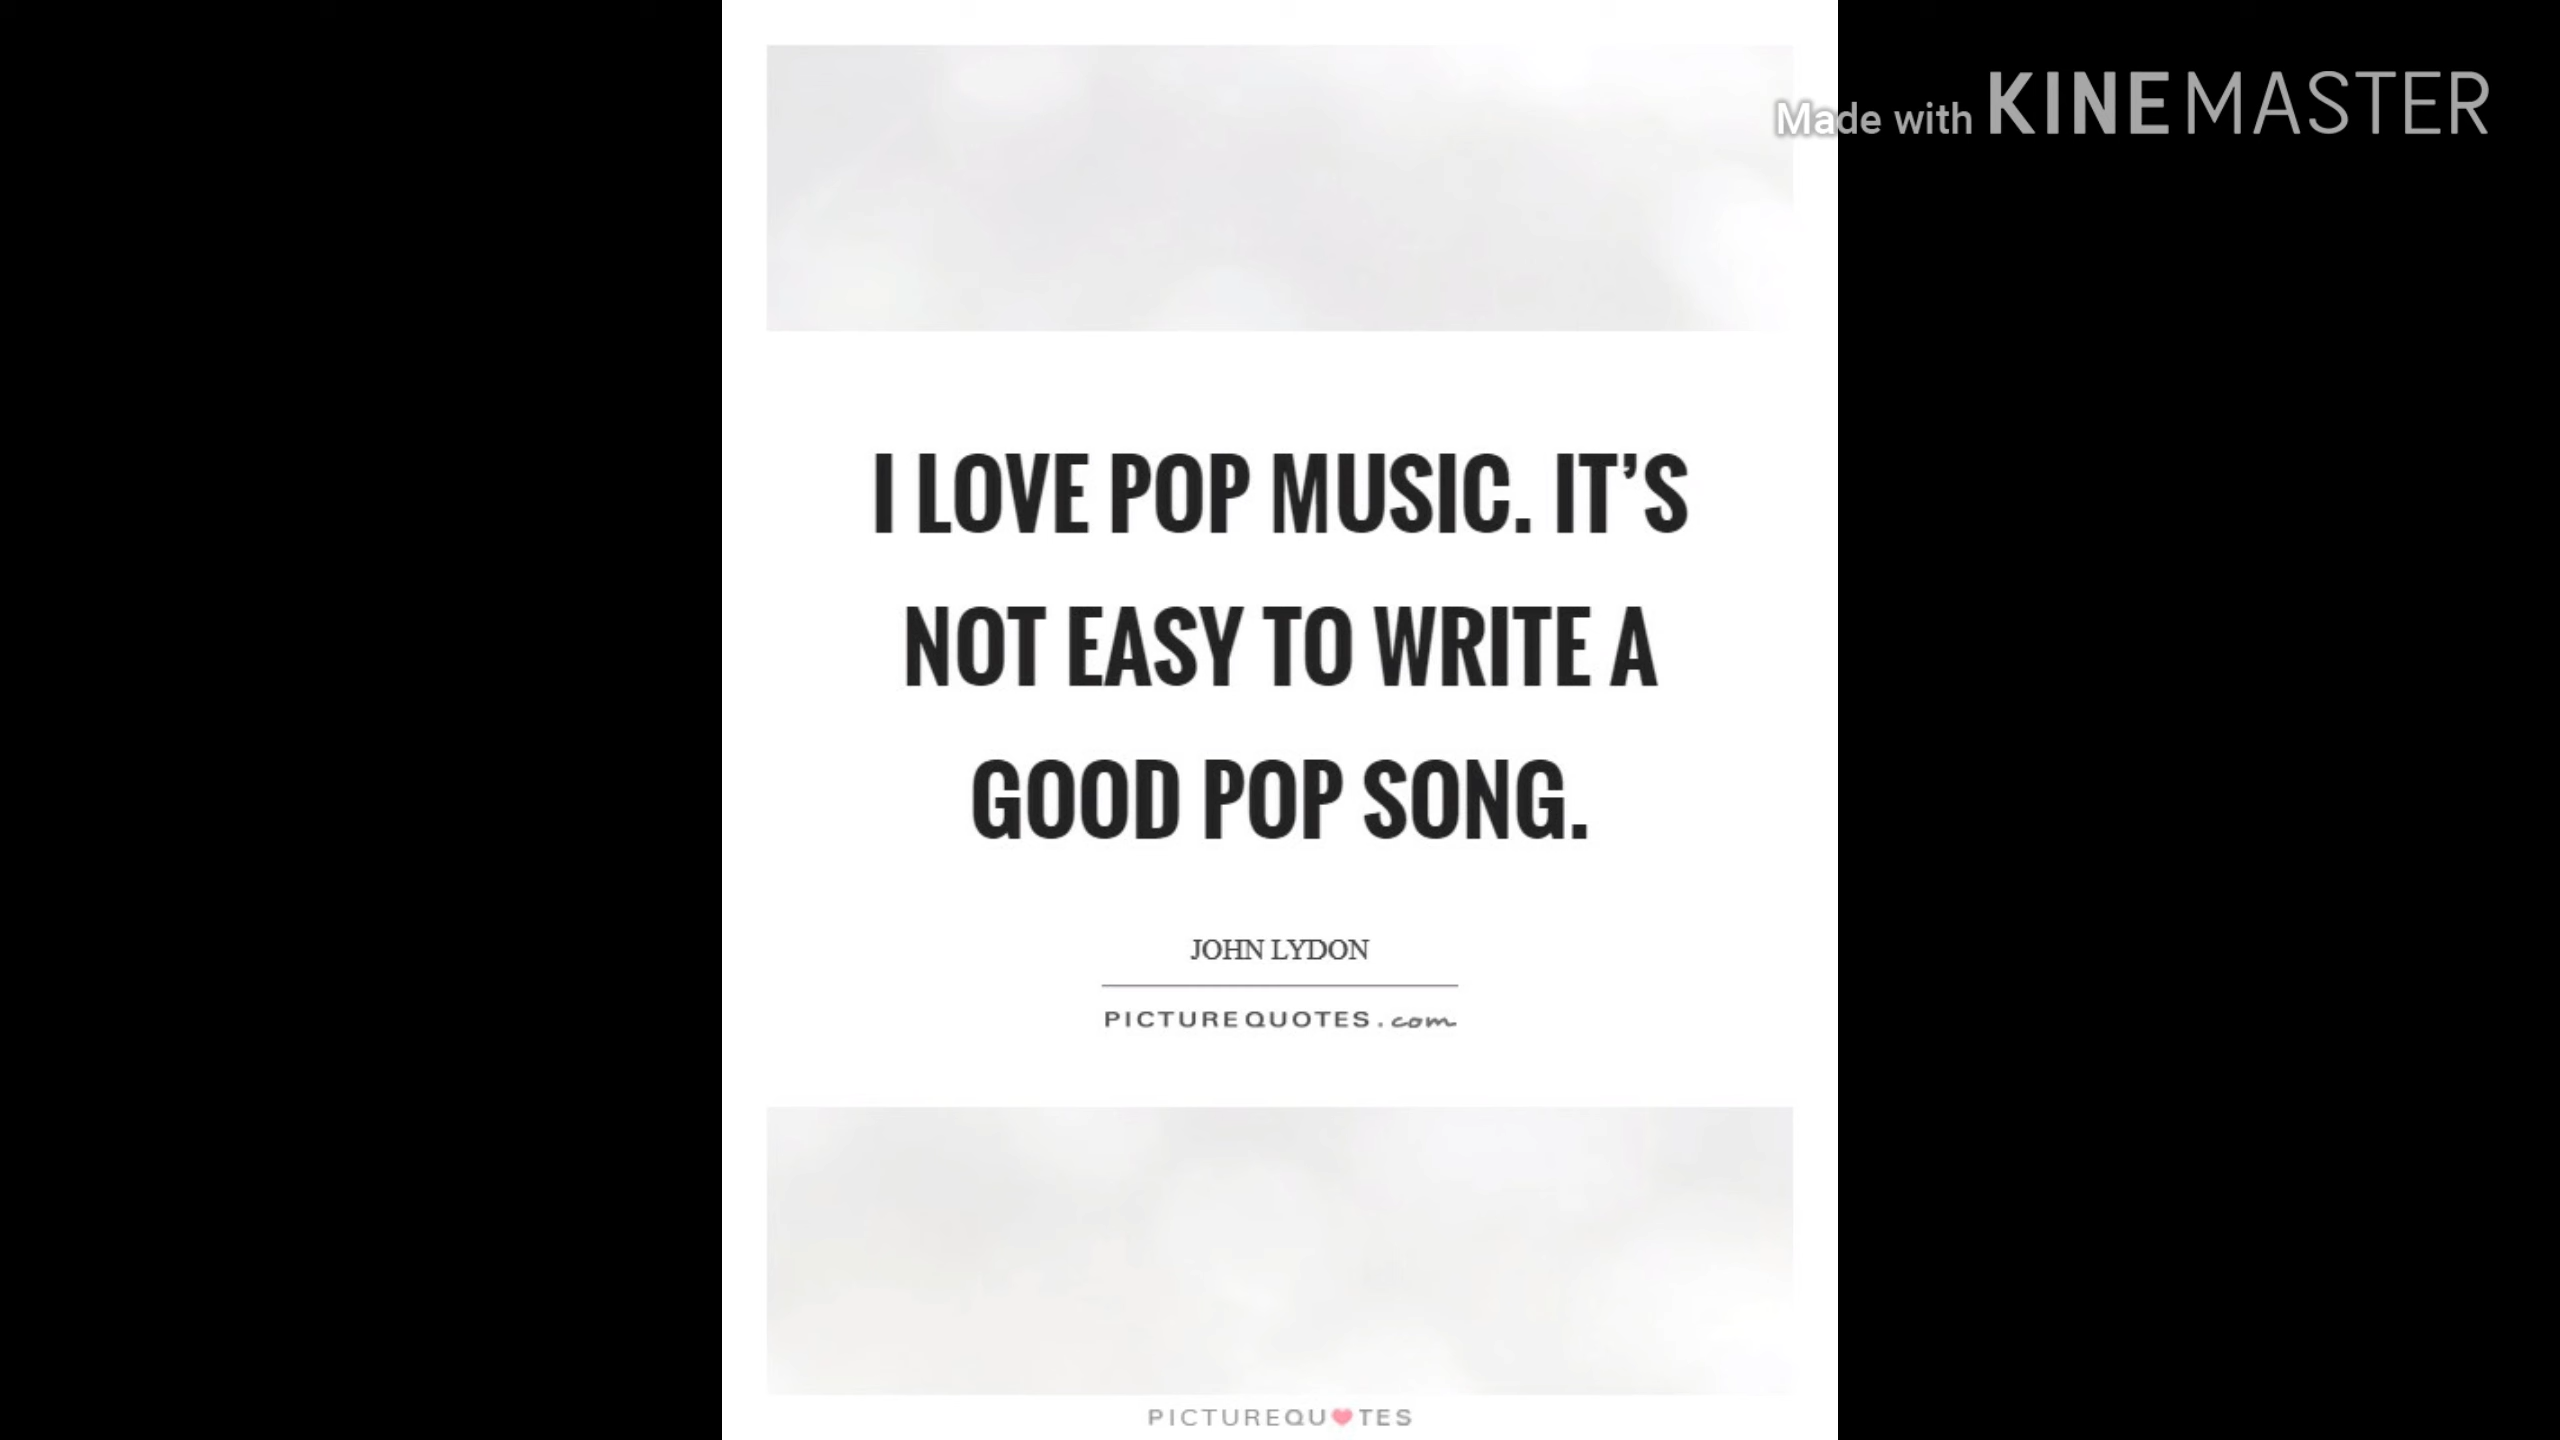 Made with KINEMASTER
I LOVE POP MUSIC. IT’S
NOT EASY TO WRITE A
GOOD POP SONG.
JOHN LYDON
PICTUREQUOTES.com
PICTUREQUOTES